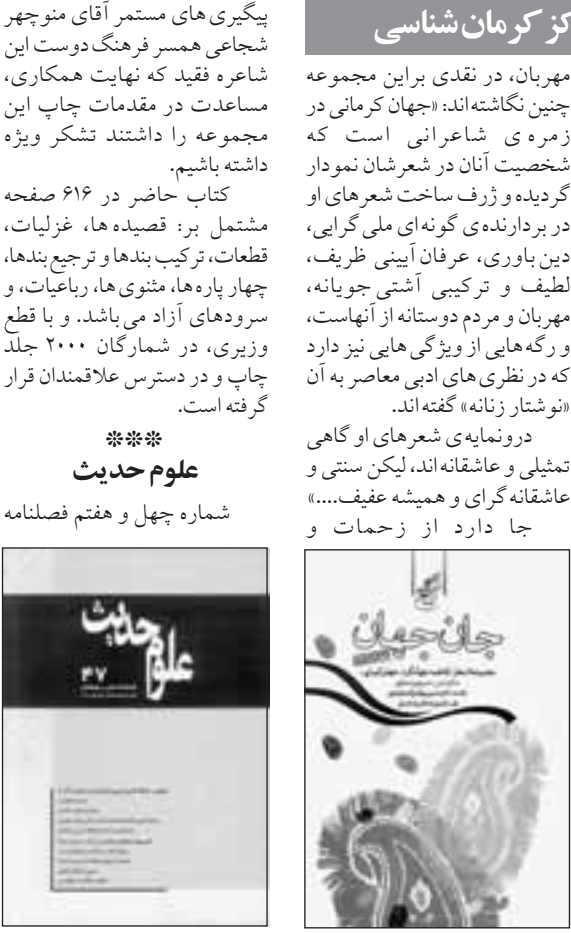 کز کرمان‌شناسی
مهربان، در نقدی براین مجموعه
چنین نگاشته‌اند: «جهان کرمانی در
زمره ی شاعرانی است که
شخصیت آنان در شعرشان نمودار
گردیده و ژرف ساخت شعرهای او
در بردارنده‌ی گونه‌ای ملی گرایی،
دین باوری، عرفان آیینی ظریف،
لطیف و ترکیبی آشتی جویانه،
مهربان و مردم دوستانه از آنهاست،
و رگه‌هایی از ویژگی هایی نیز دارد
که در نظری های ادبی معاصر به آن
«نوشتار زنانه» گفته‌اند.
درونمایه‌ی شعرهای او گاهی
تمثیلی و عاشقانه‌اند، لیکن سنتی و
عاشقانه گرای و همیشه عفیف....»
جا دارد از زحمات و
جان جهان
پیگیری های مستمر آقای منوچهر
شجاعی همسر فرهنگ دوست این
شاعره فقید که نهایت همکاری،
مساعدت در مقدمات چاپ این
مجموعه را داشتند تشکر ویژه
داشته باشیم.
کتاب حاضر در ۶۱۶ صفحه
مشتمل بر: قصیده ها، غزلیات،
قطعات، ترکیب بندها و ترجیع بندها،
چهار پاره‌ها، مثنوی ها، رباعیات، و
سرودهای آزاد می باشد. و با قطع
وزیری، در شمارگان ۲۰۰۰ جلد
چاپ و در دسترس علاقمندان قرار
گرفته است.
***
علوم حدیث
شماره چهل و هفتم فصلنامه
علوم حدیث
۴۷